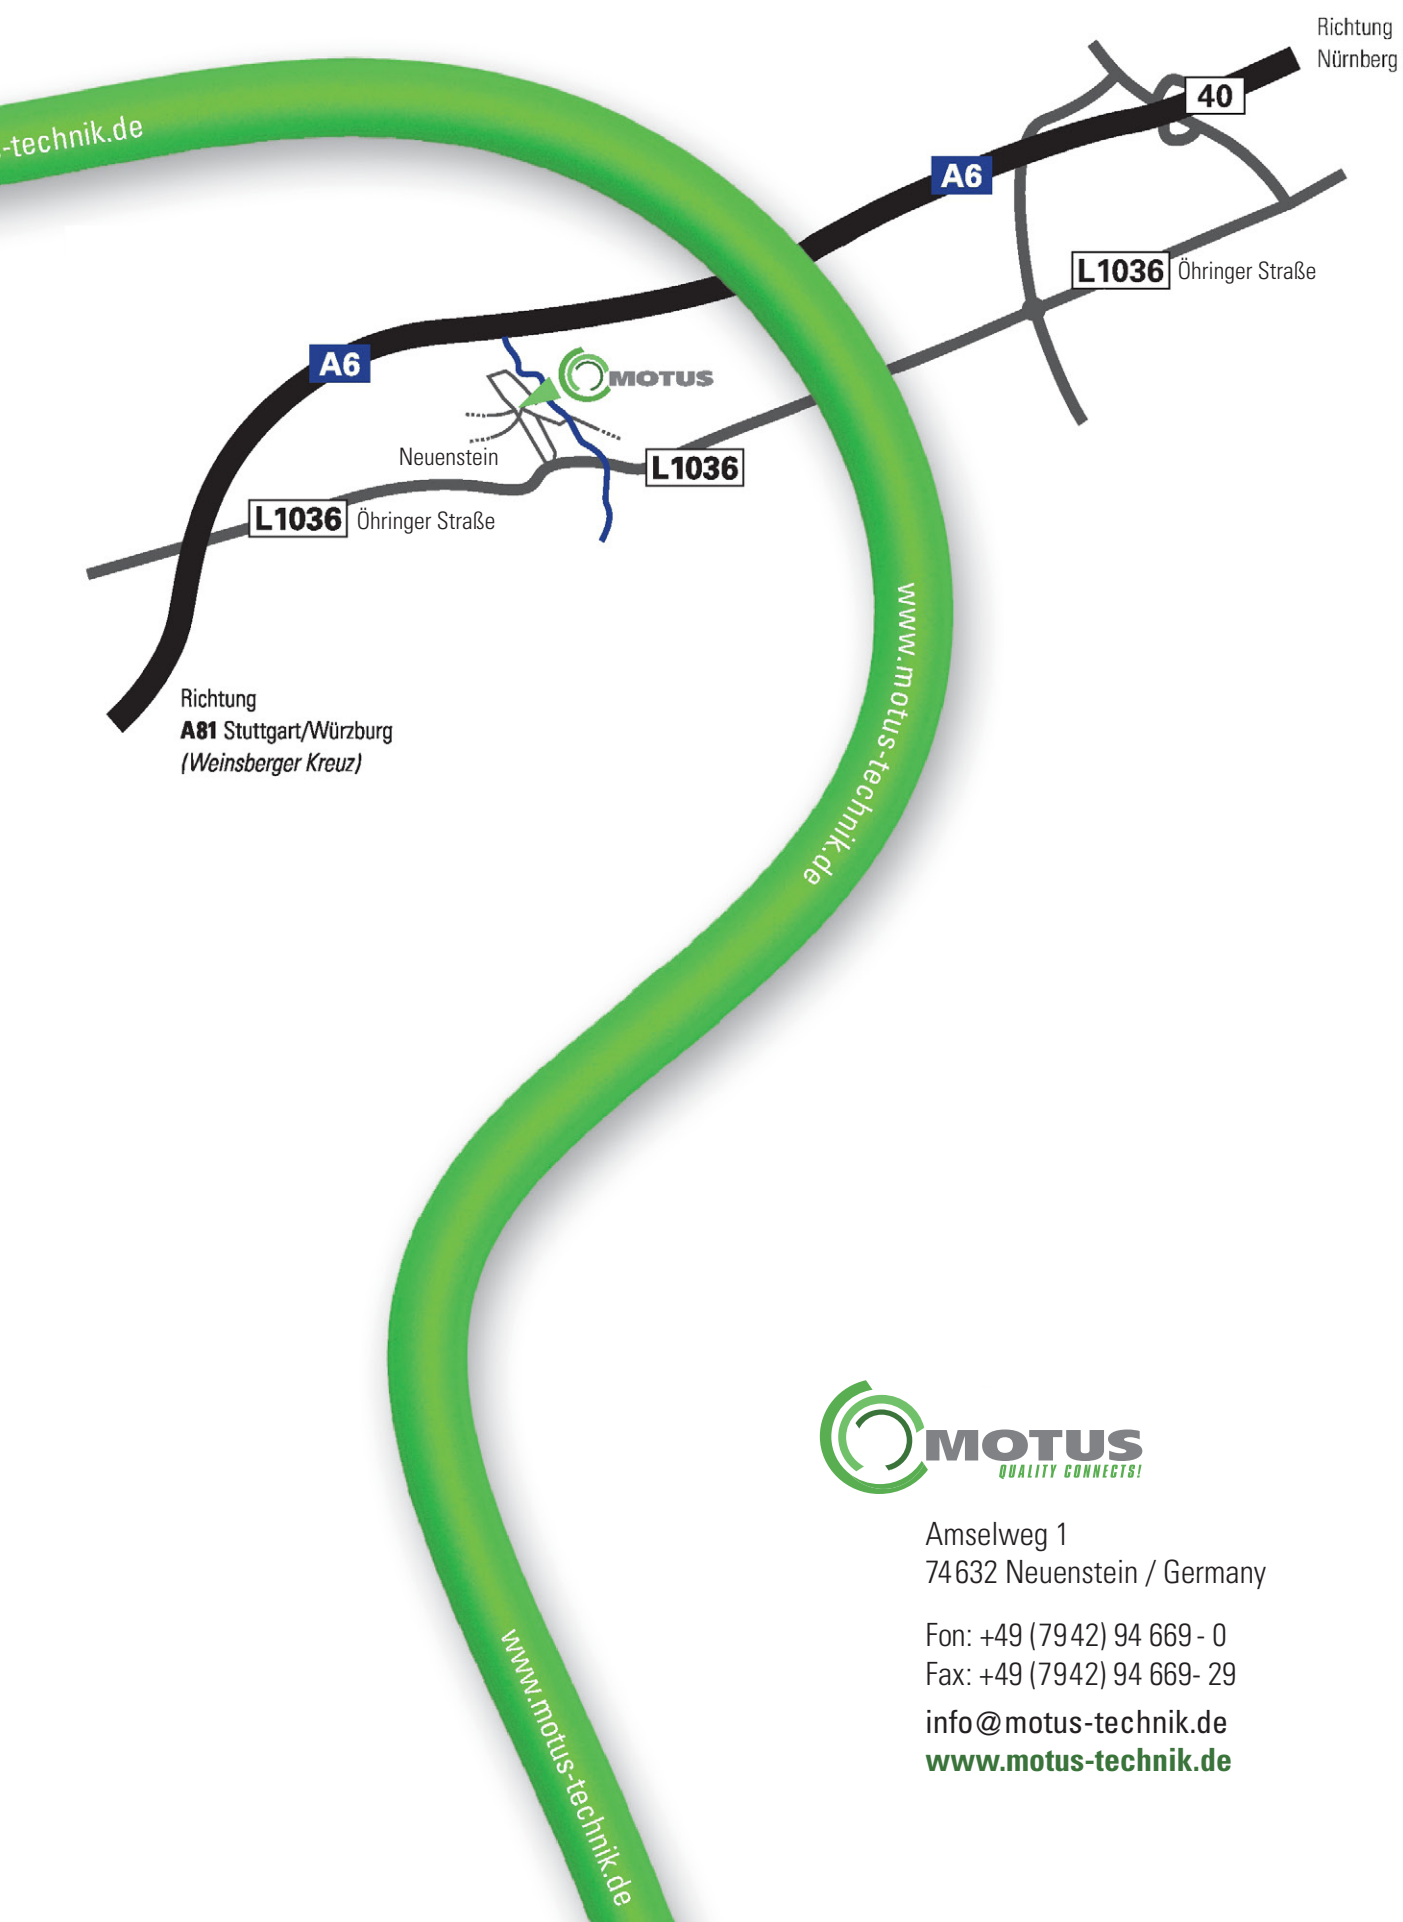 Richtung
Nürnberg
40
-technik.de
A6
L1036 Öhringer Straße
A6
MOTUS
Neuenstein
L1036
L1036 Öhringer Straße
www.motus-technik.de
Richtung
A81 Stuttgart/Würzburg
(Weinsberger Kreuz)
MOTUS
QUALITY CONNECTS!
Amselweg 1
74632 Neuenstein / Germany
Fon: +49 (7942) 94 669 - 0
Fax: +49 (7942) 94 669- 29
info@motus-technik.de
www.motus-technik.de
www.motus-technik.de